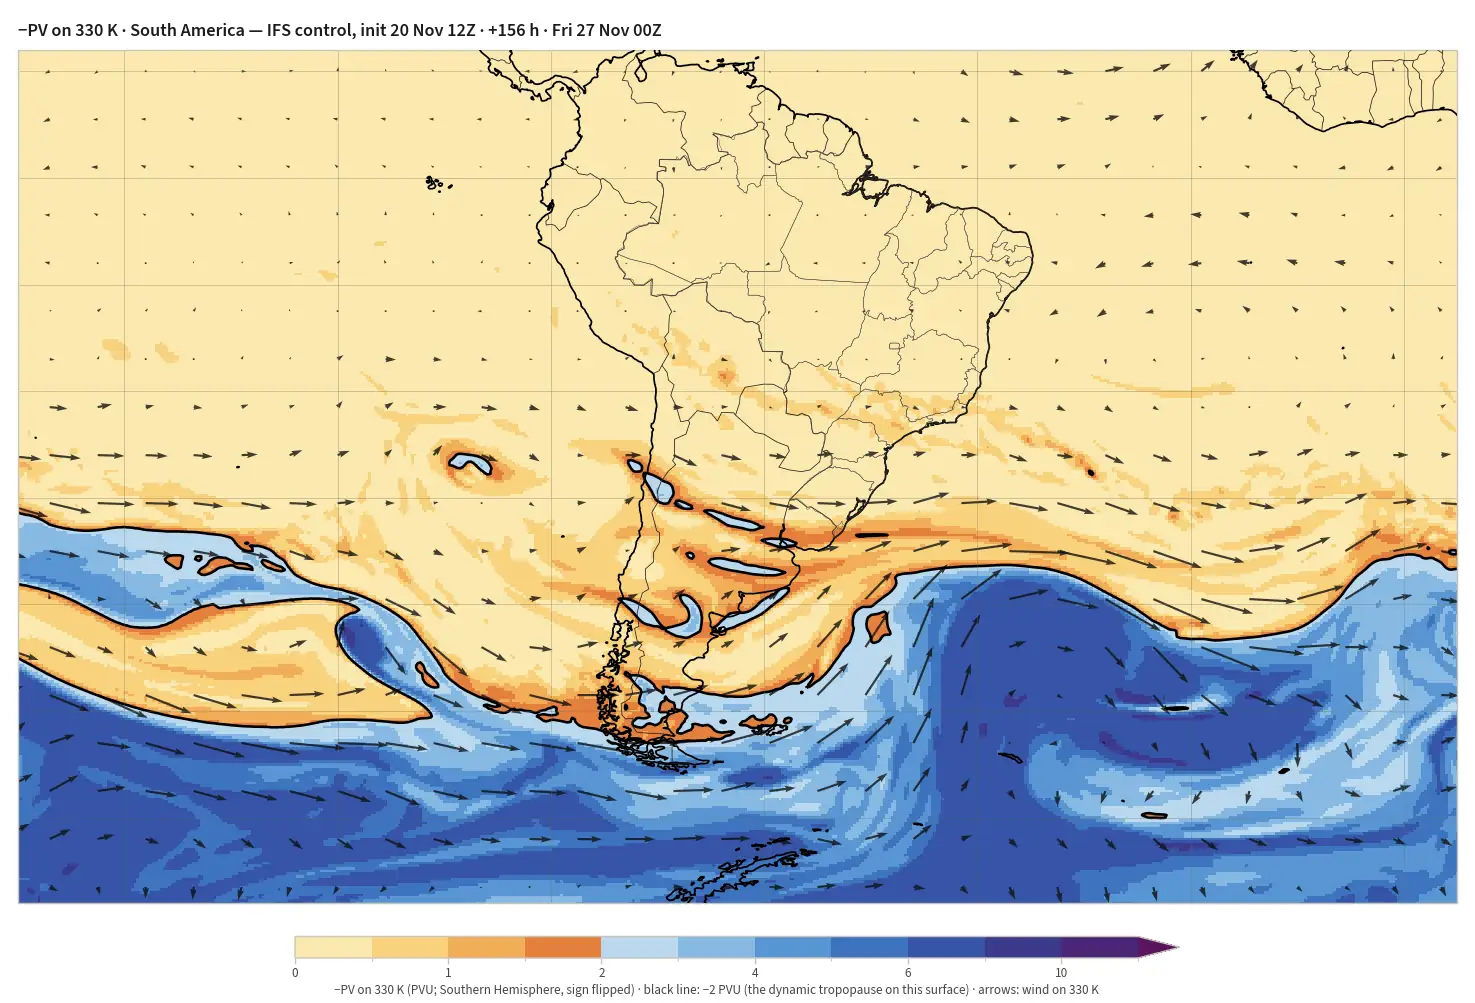 −PV on 330 K · South America — IFS control, init 20 Nov 12Z · +156 h · Fri 27 Nov 00Z
0 1 2 4 6 10
−PV on 330 K (PVU; Southern Hemisphere, sign flipped) · black line: −2 PVU (the dynamic tropopause on this surface) · arrows: wind on 330 K